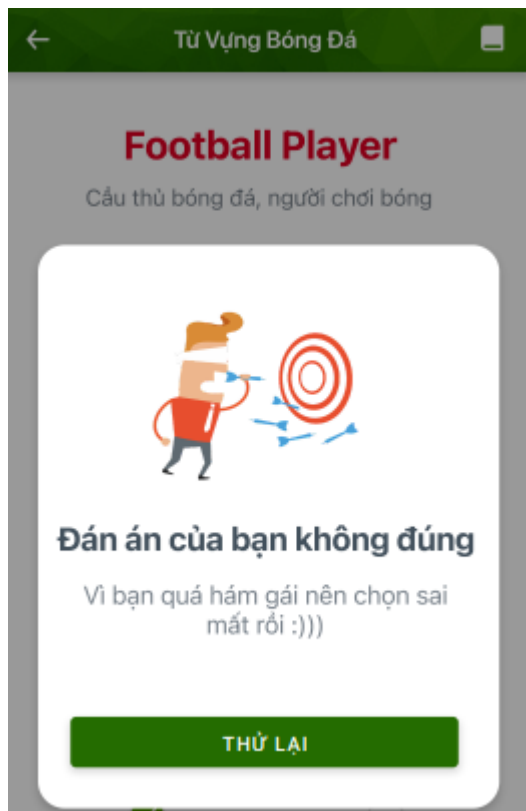 Từ Vựng Bóng Đá
Football Player
Cầu thủ bóng đá, người chơi bóng
Đán án của bạn không đúng
Vì bạn quá hám gái nên chọn sai
mất rồi :)))
THỬ LẠI